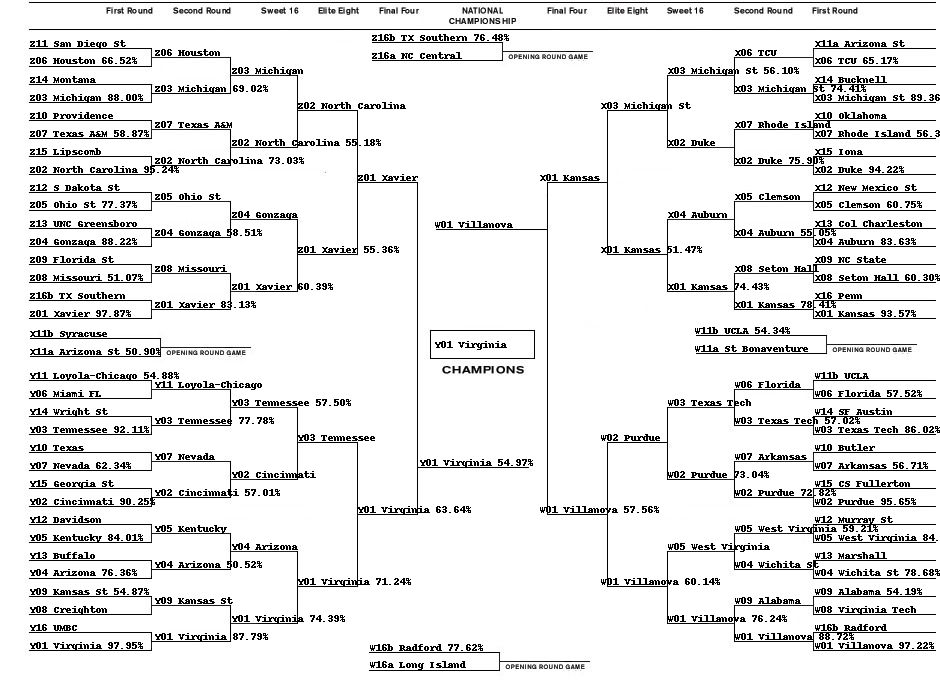 First Round Second Round Sweet 16 Elite Eight Final Four NATIONAL CHAMPIONSHIP Final Four Elite Eight Sweet 16 Second Round First Round
Z16b TX Southern 76.48%
Z16a NC Central
OPENING ROUND GAME
Z11 San Diego St
Z06 Houston 66.52%
Z14 Montana
Z03 Michigan 88.00%
Z10 Providence
Z07 Texas A&M 58.87%
Z15 Lipscomb
Z02 North Carolina 95.24%
Z12 S Dakota St
Z05 Ohio St 77.37%
Z13 UNC Greensboro
Z04 Gonzaga 88.22%
Z09 Florida St
Z08 Missouri 51.07%
Z16b TX Southern
Z01 Xavier 97.87%
Z06 Houston
Z03 Michigan 69.02%
Z07 Texas A&M
Z02 North Carolina 73.03%
Z05 Ohio St
Z04 Gonzaga 58.51%
Z08 Missouri
Z01 Xavier 83.13%
Z03 Michigan
Z02 North Carolina 55.18%
Z04 Gonzaga
Z01 Xavier 60.39%
Z02 North Carolina
Z01 Xavier 55.36%
Z01 Xavier
X11b Syracuse
X11a Arizona St 50.90%
OPENING ROUND GAME
Y11 Loyola-Chicago 54.88%
Y06 Miami FL
Y14 Wright St
Y03 Tennessee 92.11%
Y10 Texas
Y07 Nevada 62.34%
Y15 Georgia St
Y02 Cincinnati 90.25%
Y12 Davidson
Y05 Kentucky 84.01%
Y13 Buffalo
Y04 Arizona 76.36%
Y09 Kansas St 54.87%
Y08 Creighton
Y16 UMBC
Y01 Virginia 97.95%
Y11 Loyola-Chicago
Y03 Tennessee 77.78%
Y07 Nevada
Y02 Cincinnati 57.01%
Y05 Kentucky
Y04 Arizona 50.52%
Y09 Kansas St
Y01 Virginia 87.79%
Y03 Tennessee 57.50%
Y02 Cincinnati
Y04 Arizona
Y01 Virginia 74.39%
Y03 Tennessee
Y01 Virginia 71.24%
Y01 Virginia 63.64%
W01 Villanova
Y01 Virginia
CHAMPIONS
Y01 Virginia 54.97%
X01 Kansas
X03 Michigan St
X01 Kansas 51.47%
X03 Michigan St 56.10%
X02 Duke
X04 Auburn
X01 Kansas 74.43%
X06 TCU
X03 Michigan St 74.41%
X07 Rhode Island
X02 Duke 75.90%
X05 Clemson
X04 Auburn 55.05%
X08 Seton Hall
X01 Kansas 78.41%
X11a Arizona St
X06 TCU 65.17%
X14 Bucknell
X03 Michigan St 89.36
X10 Oklahoma
X07 Rhode Island 56.3
X15 Iona
X02 Duke 94.22%
X12 New Mexico St
X05 Clemson 60.75%
X13 Col Charleston
X04 Auburn 83.63%
X09 NC State
X08 Seton Hall 60.30%
X16 Penn
X01 Kansas 93.57%
W11b UCLA 54.34%
W11a St Bonaventure
OPENING ROUND GAME
W01 Villanova 57.56%
W02 Purdue
W01 Villanova 60.14%
W03 Texas Tech
W02 Purdue 73.04%
W05 West Virginia
W01 Villanova 76.24%
W06 Florida
W03 Texas Tech 57.02%
W07 Arkansas
W02 Purdue 72.82%
W05 West Virginia 59.21%
W04 Wichita St
W09 Alabama
W01 Villanova 88.72%
W11b UCLA
W06 Florida 57.52%
W14 SF Austin
W03 Texas Tech 86.02%
W10 Butler
W07 Arkansas 56.71%
W15 CS Fullerton
W02 Purdue 95.65%
W12 Murray St
W05 West Virginia 84.
W13 Marshall
W04 Wichita St 78.68%
W09 Alabama 54.19%
W08 Virginia Tech
W16b Radford
W01 Villanova 97.22%
W16b Radford 77.62%
W16a Long Island
OPENING ROUND GAME